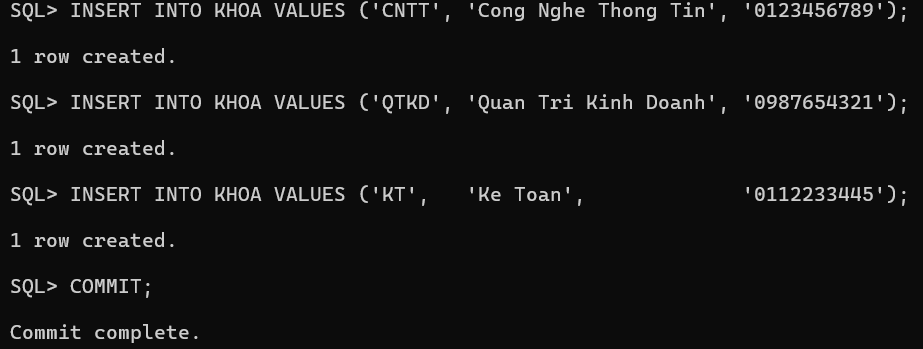 SQL> INSERT INTO KHOA VALUES ('CNTT', 'Cong Nghe Thong Tin', '0123456789');
1 row created.
SQL> INSERT INTO KHOA VALUES ('QTKD', 'Quan Tri Kinh Doanh', '0987654321');
1 row created.
SQL> INSERT INTO KHOA VALUES ('KT',   'Ke Toan',             '0112233445');
1 row created.
SQL> COMMIT;
Commit complete.